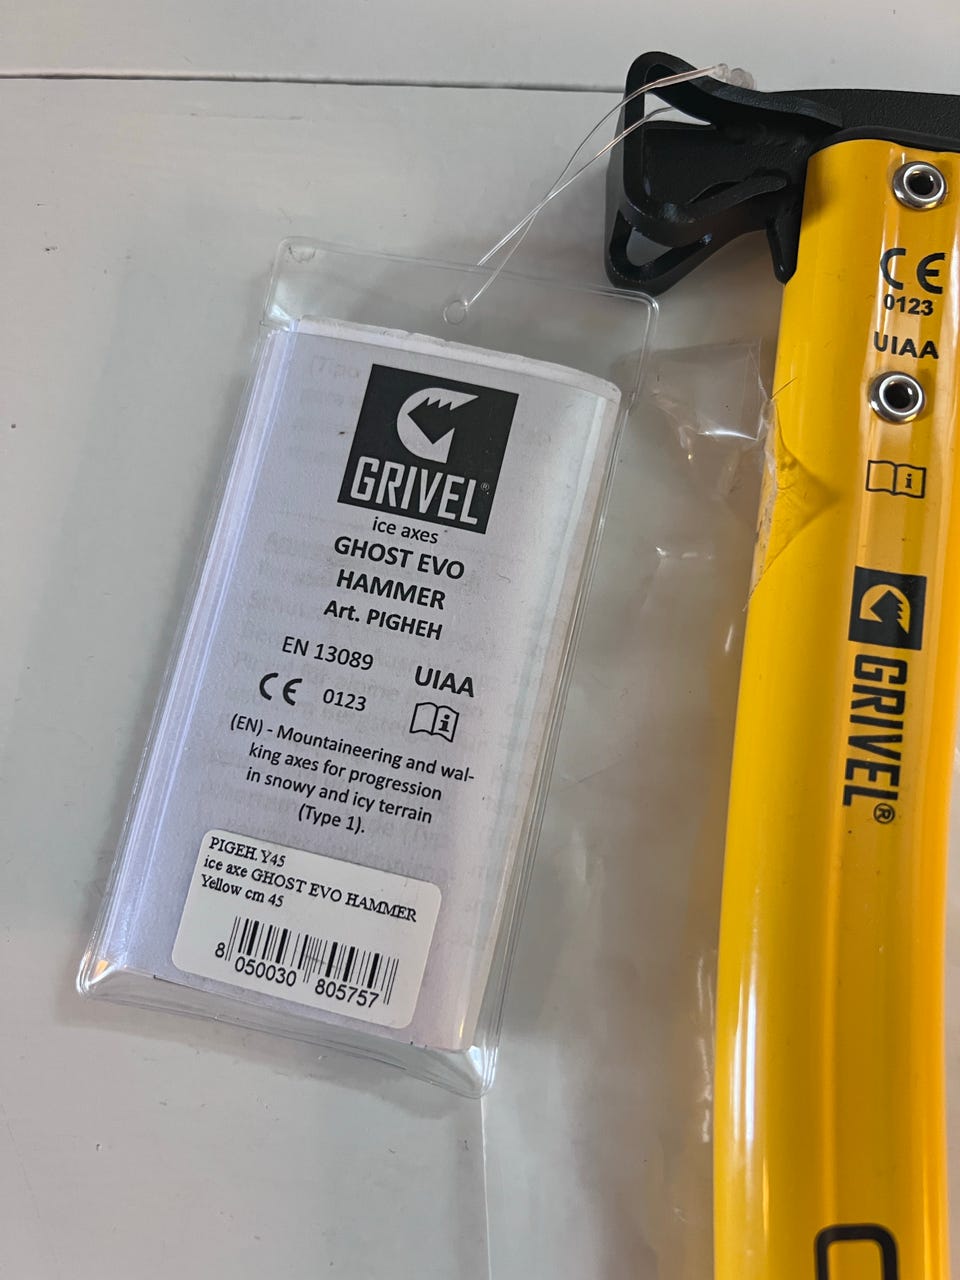 GRIVEL®
ice axes
GHOST EVO
HAMMER
Art. PIGHEH
EN 13089
UIAA
CE 0123
(EN) - Mountaineering and wal-
king axes for progression
in snowy and icy terrain
(Type 1).
PIGEH.Y45
ice axe GHOST EVO HAMMER
Yellow cm 45
8 050030 805757
CE
0123
UIAA
GRIVEL®